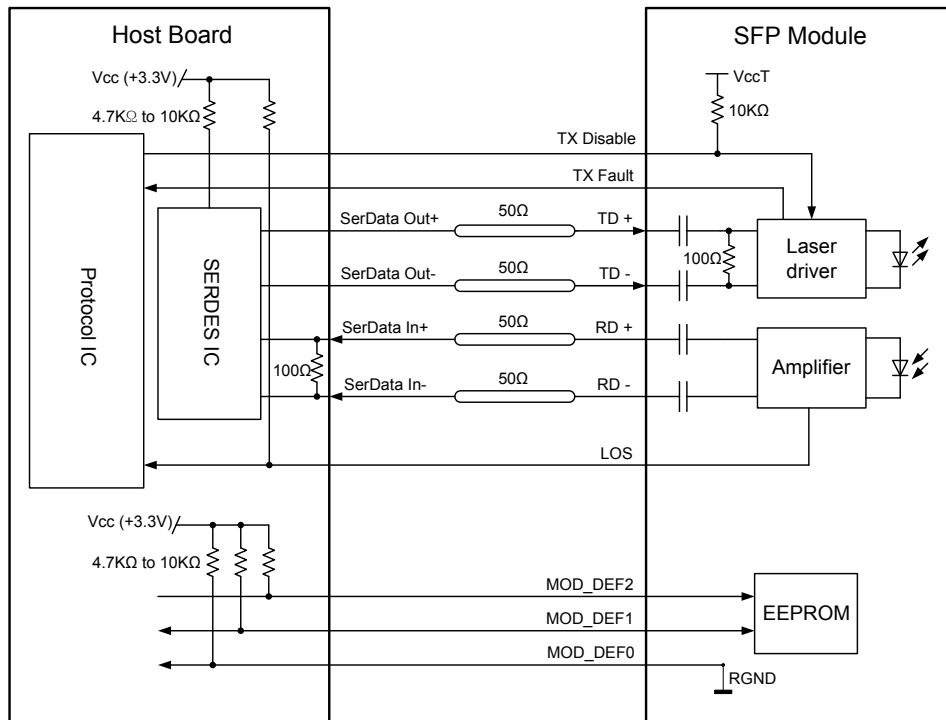 Host Board
SFP Module
Vcc (+3.3V)
4.7KΩ to 10KΩ
VccT
10KΩ
TX Disable
TX Fault
Protocol IC
SERDES IC
SerData Out+
50Ω
TD +
SerData Out-
50Ω
TD -
100Ω
Laser
driver
SerData In+
50Ω
RD +
100Ω
SerData In-
50Ω
RD -
Amplifier
LOS
Vcc (+3.3V)
4.7KΩ to 10KΩ
MOD_DEF2
MOD_DEF1
MOD_DEF0
EEPROM
RGND